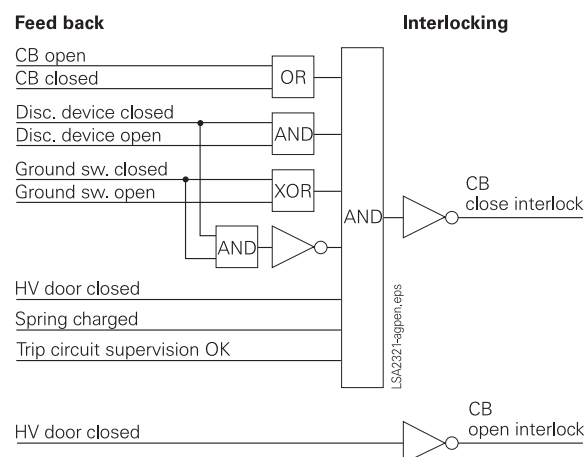 Feed back
Interlocking
CB open
CB closed
OR
Disc. device closed
Disc. device open
AND
Ground sw. closed
Ground sw. open
XOR
AND
AND
CB
close interlock
HV door closed
Spring charged
Trip circuit supervision OK
LSA2321-agpen.eps
HV door closed
CB
open interlock